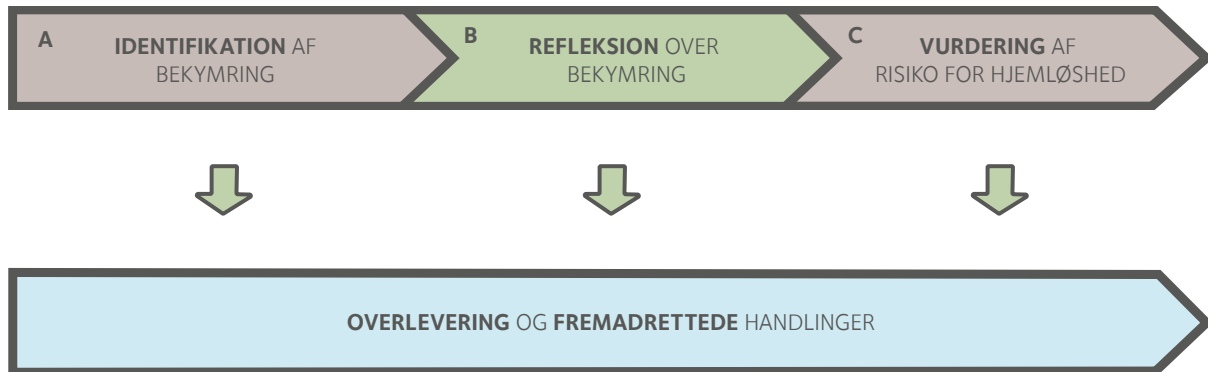 A
IDENTIFIKATION AF
BEKYMRING
B
REFLEKSION OVER
BEKYMRING
C
VURDERING AF
RISIKO FOR HJEMLØSHED
OVERLEVERING OG FREMADRETTEDE HANDLINGER